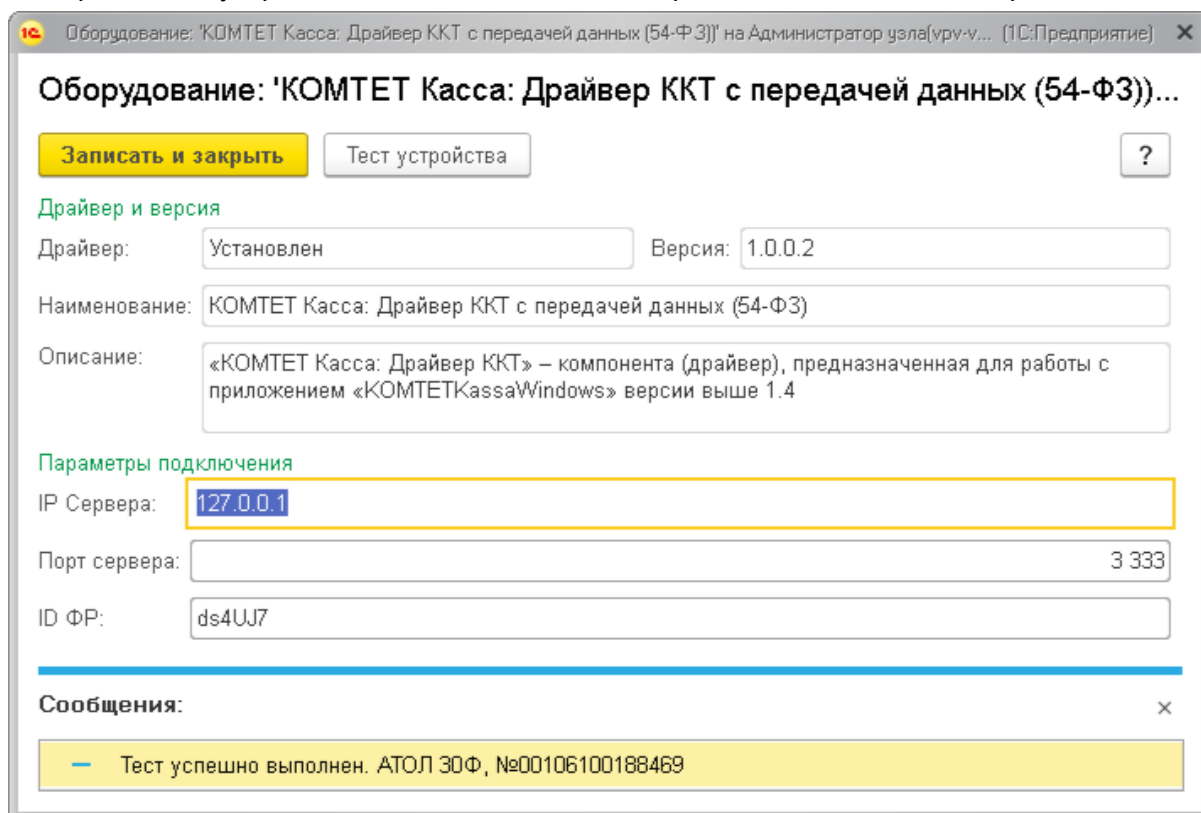 1С Оборудование: 'КОМТЕТ Касса: Драйвер ККТ с передачей данных (54-ФЗ))' на Администратор узла(vpv-v... (1С:Предприятие) ×
Оборудование: 'КОМТЕТ Касса: Драйвер ККТ с передачей данных (54-ФЗ))...
Записать и закрыть Тест устройства ?
Драйвер и версия
Драйвер: Установлен Версия: 1.0.0.2
Наименование: КОМТЕТ Касса: Драйвер ККТ с передачей данных (54-ФЗ)
Описание: «КОМТЕТ Касса: Драйвер ККТ» – компонента (драйвер), предназначенная для работы с
приложением «KOMTETKassaWindows» версии выше 1.4
Параметры подключения
IP Сервера: 127.0.0.1
Порт сервера: 3 333
ID ФР: ds4UJ7
Сообщения: ×
– Тест успешно выполнен. АТОЛ 30Ф, №00106100188469